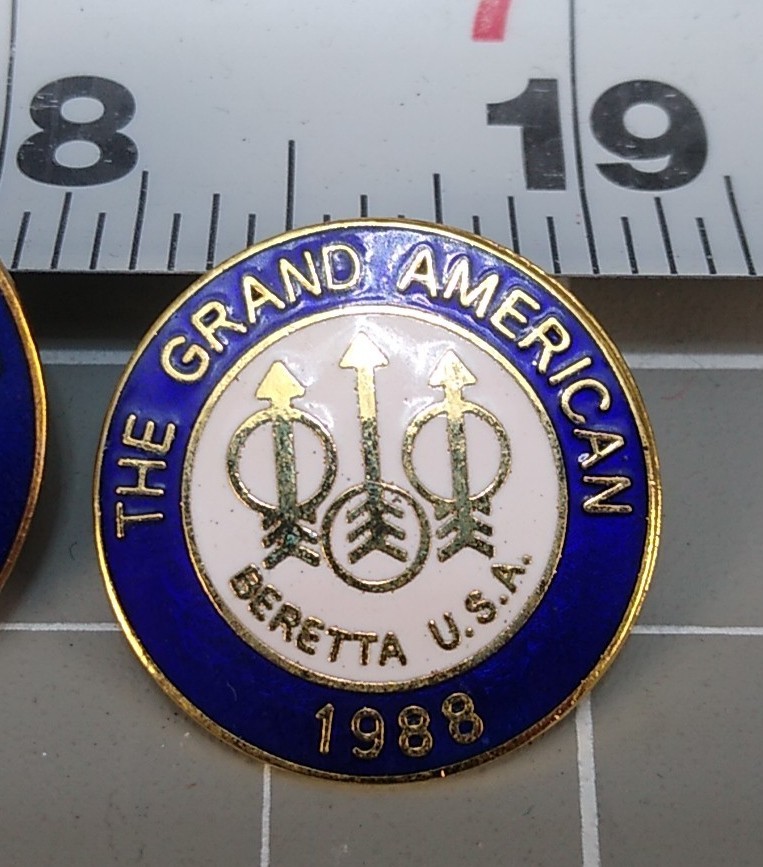 8
19
THE GRAND AMERICAN
BERETTA U.S.A.
1988